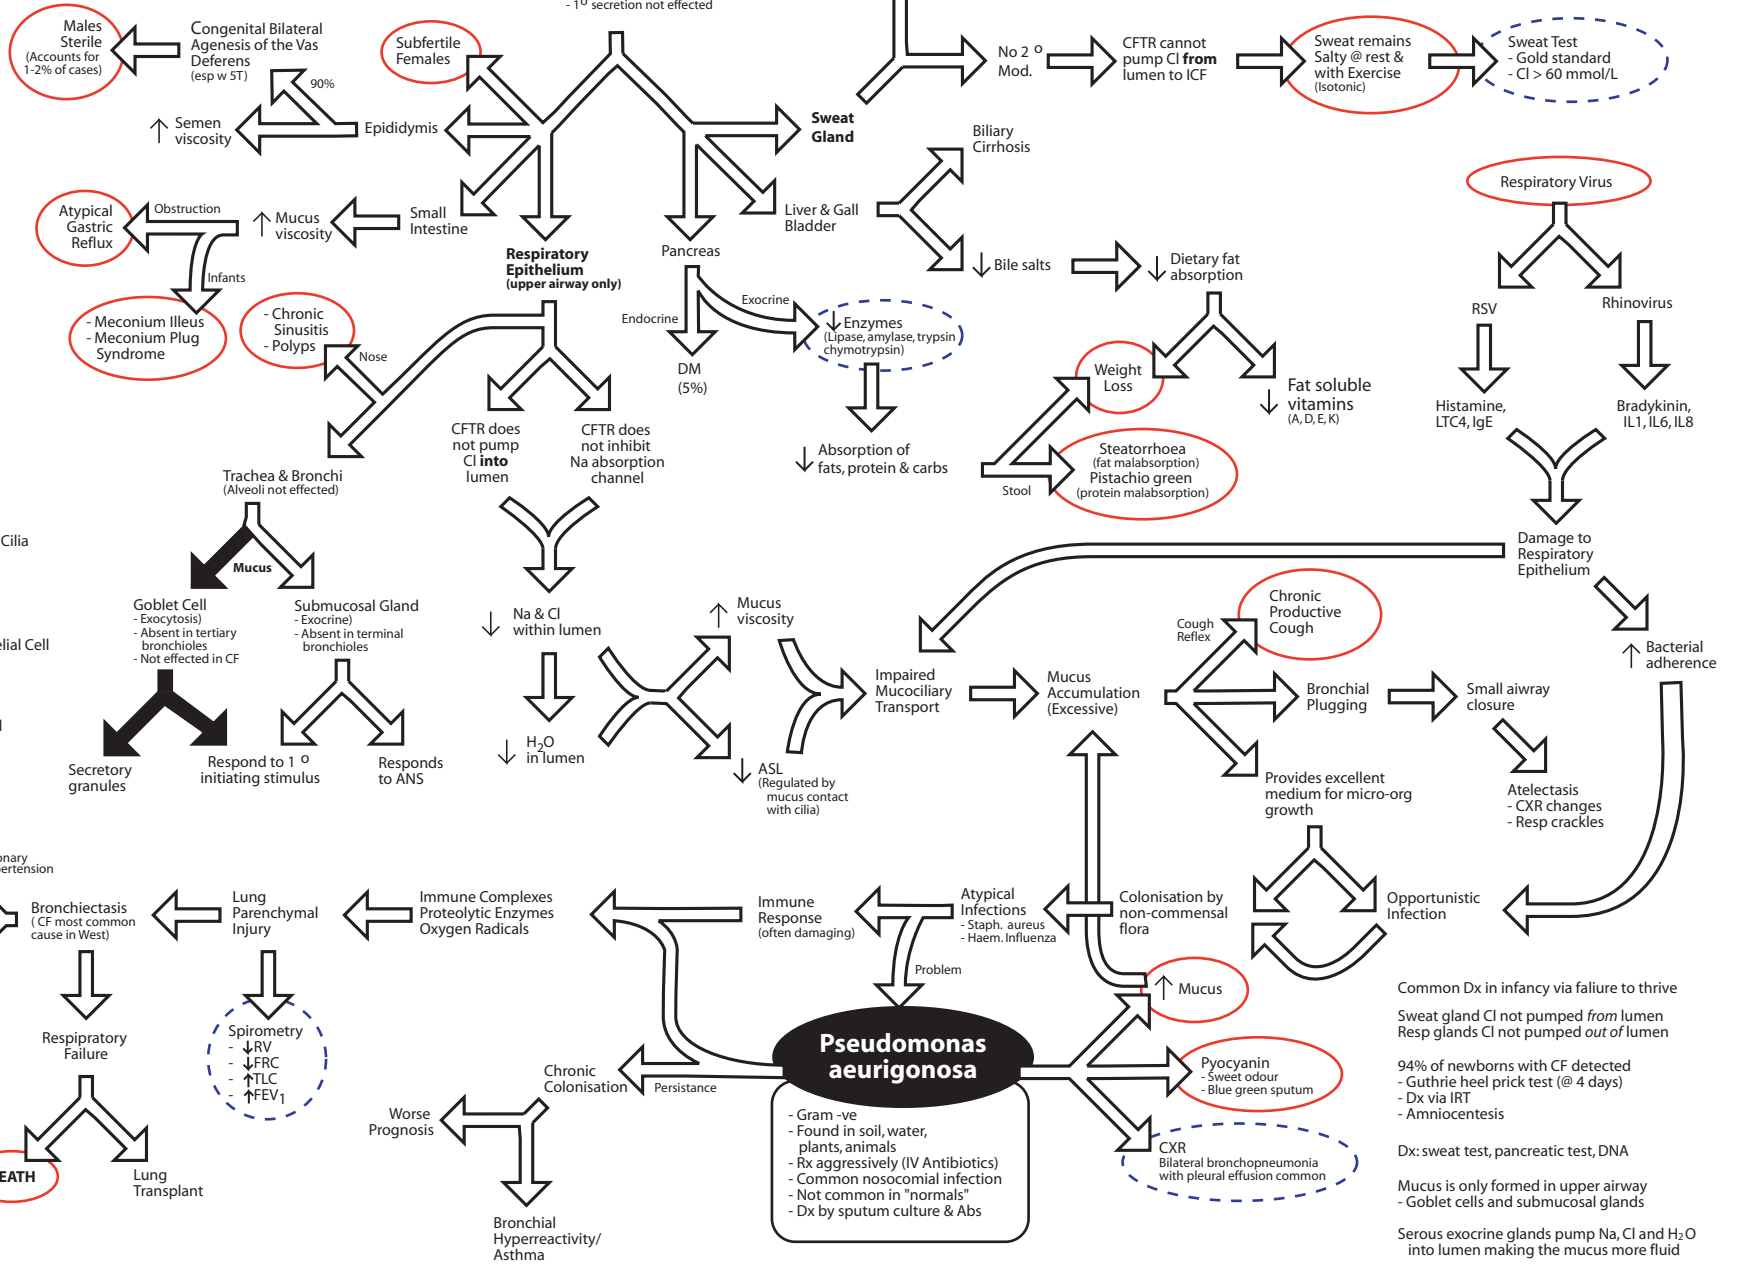 - 1º secretion not effected
Males
Sterile
(Accounts for
1-2% of cases)
Congenital Bilateral
Agenesis of the Vas
Deferens
(esp w 5T)
90%
Subfertile
Females
↑ Semen
viscosity
Epididymis
Sweat
Gland
No 2 º
Mod.
CFTR cannot
pump Cl from
lumen to ICF
Sweat remains
Salty @ rest &
with Exercise
(Isotonic)
Sweat Test
- Gold standard
- Cl > 60 mmol/L
Biliary
Cirrhosis
Respiratory Virus
Atypical
Gastric
Reflux
Obstruction
↑ Mucus
viscosity
Small
Intestine
Infants
Liver & Gall
Bladder
Respiratory
Epithelium
(upper airway only)
Pancreas
↓ Bile salts
↓ Dietary fat
absorption
- Meconium Illeus
- Meconium Plug
Syndrome
- Chronic
Sinusitis
- Polyps
Nose
Endocrine
Exocrine
↓ Enzymes
(Lipase, amylase, trypsin
chymotrypsin)
DM
(5%)
RSV
Rhinovirus
Weight
Loss
↓ Fat soluble
vitamins
(A, D, E, K)
Histamine,
LTC4, IgE
Bradykinin,
IL1, IL6, IL8
CFTR does
not pump
Cl into
lumen
CFTR does
not inhibit
Na absorption
channel
↓ Absorption of
fats, protein & carbs
Stool
Steatorrhoea
(fat malabsorption)
Pistachio green
(protein malabsorption)
Trachea & Bronchi
(Alveoli not effected)
Cilia
Mucus
Damage to
Respiratory
Epithelium
Goblet Cell
- Exocytosis)
- Absent in tertiary
bronchioles
- Not effected in CF
Submucosal Gland
- Exocrine)
- Absent in terminal
bronchioles
elial Cell
↓ Na & Cl
within lumen
↑ Mucus
viscosity
Cough
Reflex
Chronic
Productive
Cough
↑ Bacterial
adherence
Impaired
Mucociliary
Transport
Mucus
Accumulation
(Excessive)
Bronchial
Plugging
Small aiwray
closure
↓ H2O
in lumen
↓ ASL
(Regulated by
mucus contact
with cilia)
Secretory
granules
Respond to 1 º
initiating stimulus
Responds
to ANS
Provides excellent
medium for micro-org
growth
Atelectasis
- CXR changes
- Resp crackles
onary
pertension
Bronchiectasis
( CF most common
cause in West)
Lung
Parenchymal
Injury
Immune Complexes
Proteolytic Enzymes
Oxygen Radicals
Immune
Response
(often damaging)
Atypical
Infections
- Staph. aureus
- Haem. Influenza
Colonisation by
non-commensal
flora
Opportunistic
Infection
Problem
↑ Mucus
Respiratory
Failure
Spirometry
- ↓RV
- ↓FRC
- ↑TLC
- ↑FEV1
Chronic
Colonisation
Persistance
Pseudomonas
aeurigonosa
Pyocyanin
- Sweet odour
- Blue green sputum
Worse
Prognosis
Bronchial
Hyperreactivity/
Asthma
- Gram -ve
- Found in soil, water,
plants, animals
- Rx aggressively (IV Antibiotics)
- Common nosocomial infection
- Not common in "normals"
- Dx by sputum culture & Abs
CXR
Bilateral bronchopneumonia
with pleural effusion common
EATH
Lung
Transplant
Common Dx in infancy via faliure to thrive
Sweat gland Cl not pumped from lumen
Resp glands Cl not pumped out of lumen
94% of newborns with CF detected
- Guthrie heel prick test (@ 4 days)
- Dx via IRT
- Amniocentesis
Dx: sweat test, pancreatic test, DNA
Mucus is only formed in upper airway
- Goblet cells and submucosal glands
Serous exocrine glands pump Na, Cl and H2O
into lumen making the mucus more fluid